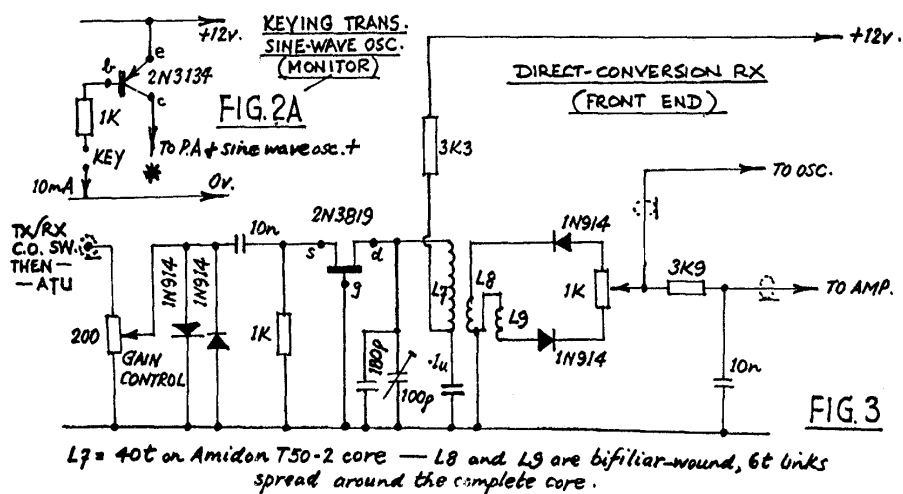 +12v.
KEYING TRANS.
SINE-WAVE OSC.
(MONITOR)
e
b
2N3134
c
1K
FIG.2A
KEY
To P.A + sine wave osc. +
10mA
0v.
+12v.
DIRECT-CONVERSION RX
(FRONT END)
3K3
TO OSC.
TX/RX
C.O. SW.
THEN —
— ATU
10n
2N3819
s
d
g
1N914
1N914
1N914
L7
L8
L9
1K
3K9
TO AMP.
200
GAIN
CONTROL
1K
180p
100p
·1u
1N914
10n
FIG.3
L7 = 40t on Amidon T50-2 core — L8 and L9 are bifiliar-wound, 6t links
spread around the complete core.